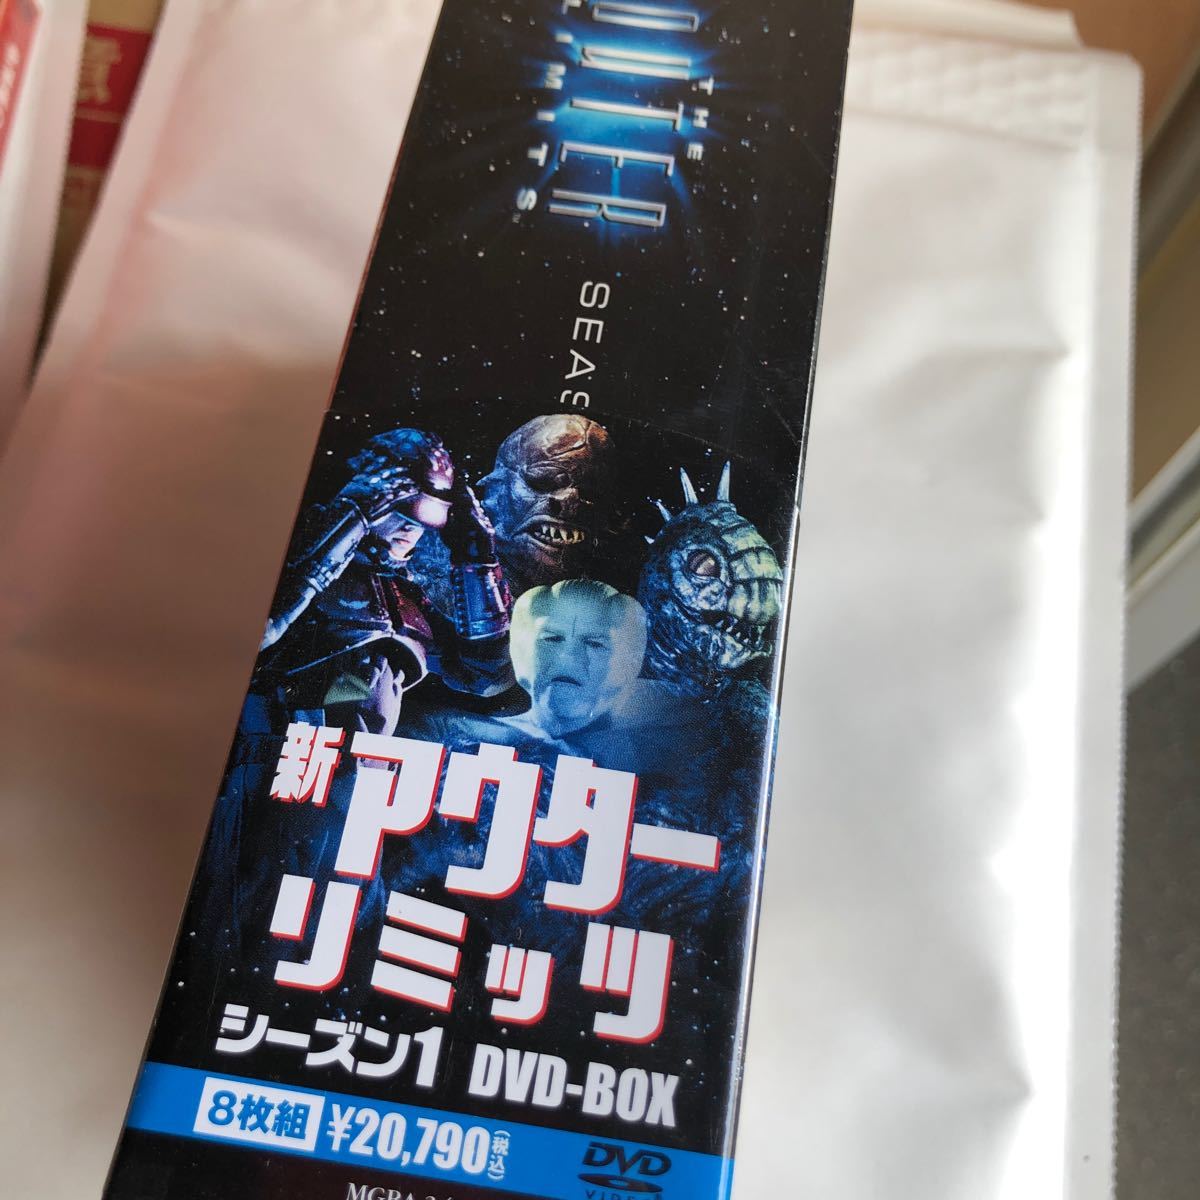 THE
OUTER
LIMITS
SEAS
新アウター
リミッツ
シーズン1 DVD-BOX
8枚組 ¥20,790(税込)
DVD
VIDEO